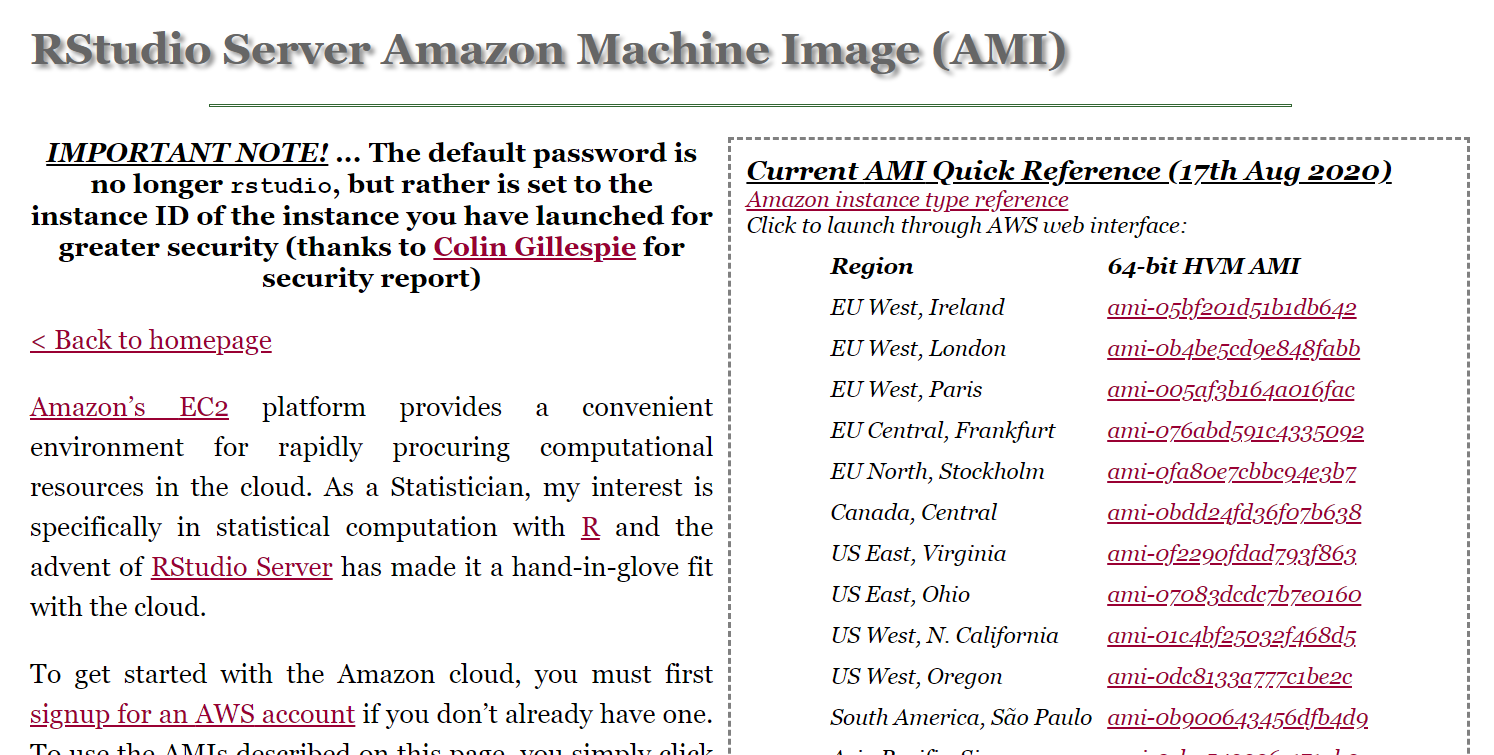 RStudio Server Amazon Machine Image (AMI)
IMPORTANT NOTE! ... The default password is
no longer rstudio, but rather is set to the
instance ID of the instance you have launched for
greater security (thanks to Colin Gillespie for
security report)
< Back to homepage
Amazon’s EC2 platform provides a convenient
environment for rapidly procuring computational
resources in the cloud. As a Statistician, my interest is
specifically in statistical computation with R and the
advent of RStudio Server has made it a hand-in-glove fit
with the cloud.
To get started with the Amazon cloud, you must first
signup for an AWS account if you don’t already have one.
To use the AMIs described on this page, you simply click
Current AMI Quick Reference (17th Aug 2020)
Amazon instance type reference
Click to launch through AWS web interface:
Region 64-bit HVM AMI
EU West, Ireland ami-05bf201d51b1db642
EU West, London ami-0b4be5cd9e848fabb
EU West, Paris ami-005af3b164a016fac
EU Central, Frankfurt ami-076abd591c4335092
EU North, Stockholm ami-0fa80e7cbbc94e3b7
Canada, Central ami-0bdd24fd36f07b638
US East, Virginia ami-0f2290fdad793f863
US East, Ohio ami-07083dcdc7b7e0160
US West, N. California ami-01c4bf25032f468d5
US West, Oregon ami-0dc8133a777c1be2c
South America, São Paulo ami-0b900643456dfb4d9